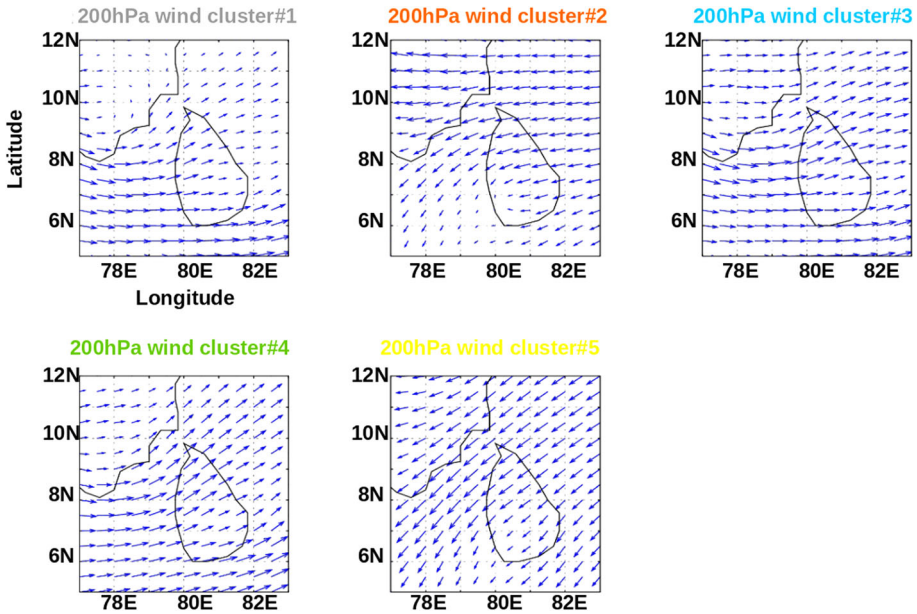 200hPa wind cluster#1
200hPa wind cluster#2
200hPa wind cluster#3
12N
12N
12N
10N
10N
10N
8N
8N
8N
6N
6N
6N
Latitude
78E 80E 82E
78E 80E 82E
78E 80E 82E
Longitude
200hPa wind cluster#4
200hPa wind cluster#5
12N
12N
10N
10N
8N
8N
6N
6N
78E 80E 82E
78E 80E 82E